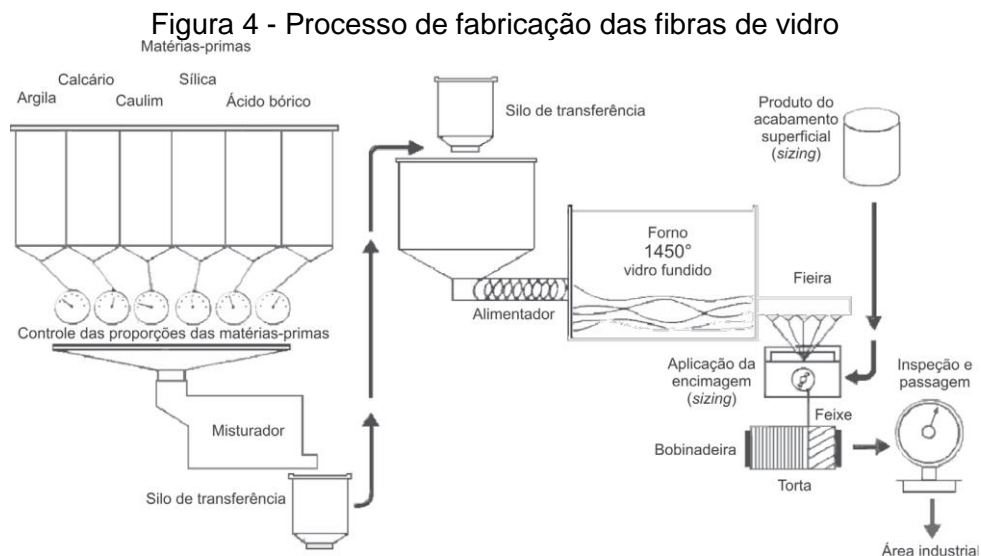 Figura 4 - Processo de fabricação das fibras de vidro
Matérias-primas
Calcário
Sílica
Argila
Caulim
Ácido bórico
Controle das proporções das matérias-primas
Misturador
Silo de transferência
Silo de transferência
Alimentador
Forno
1450°
vidro fundido
Fieira
Produto do
acabamento
superficial
(sizing)
Aplicação da
encimagem
(sizing)
Feixe
Bobinadeira
Torta
Inspeção e
passagem
Área industrial